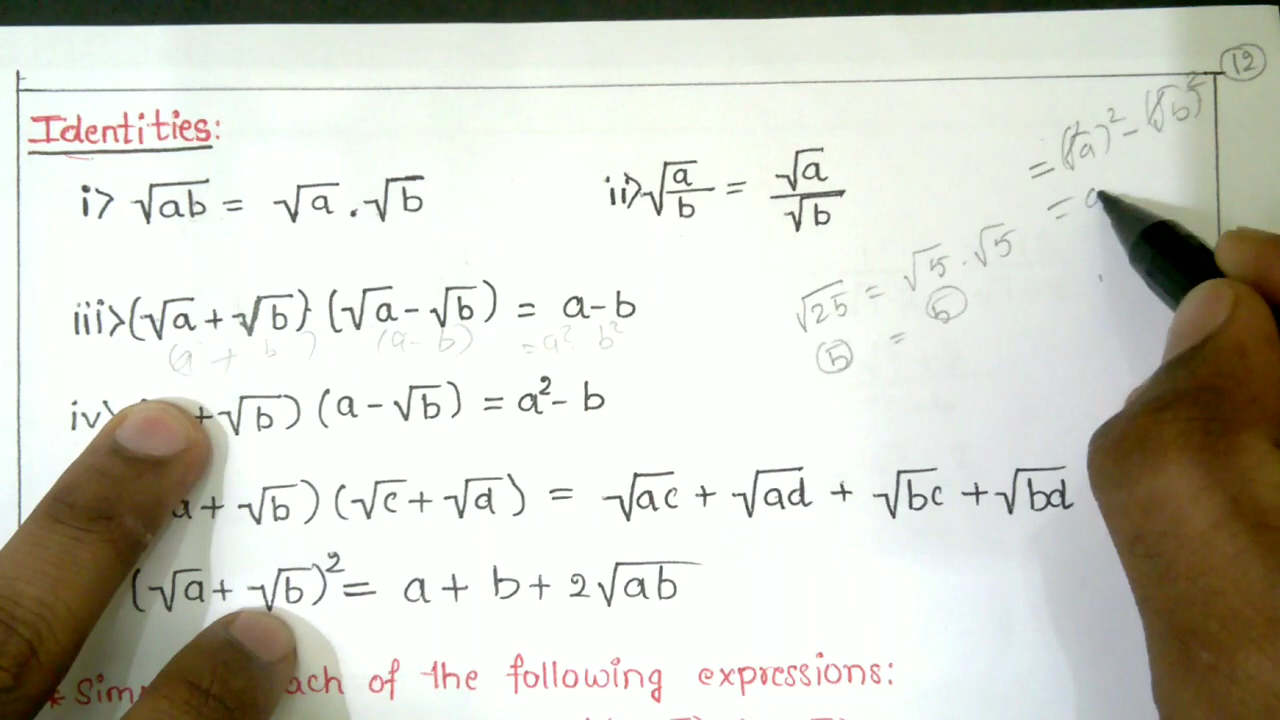 12
Identities:
i> √ab = √a . √b
ii> √(a/b) = √a/√b
= (√a)² - (√b)²
= a
√25 = √5 . √5
5 = 5
iii> (√a + √b) (√a - √b) = a - b
(a + b) (a - b) = a² b²
iv> + √b) (a - √b) = a² - b
a + √b) (√c + √d) = √ac + √ad + √bc + √bd
(√a + √b)² = a + b + 2√ab
* Sim ach of the following expressions: